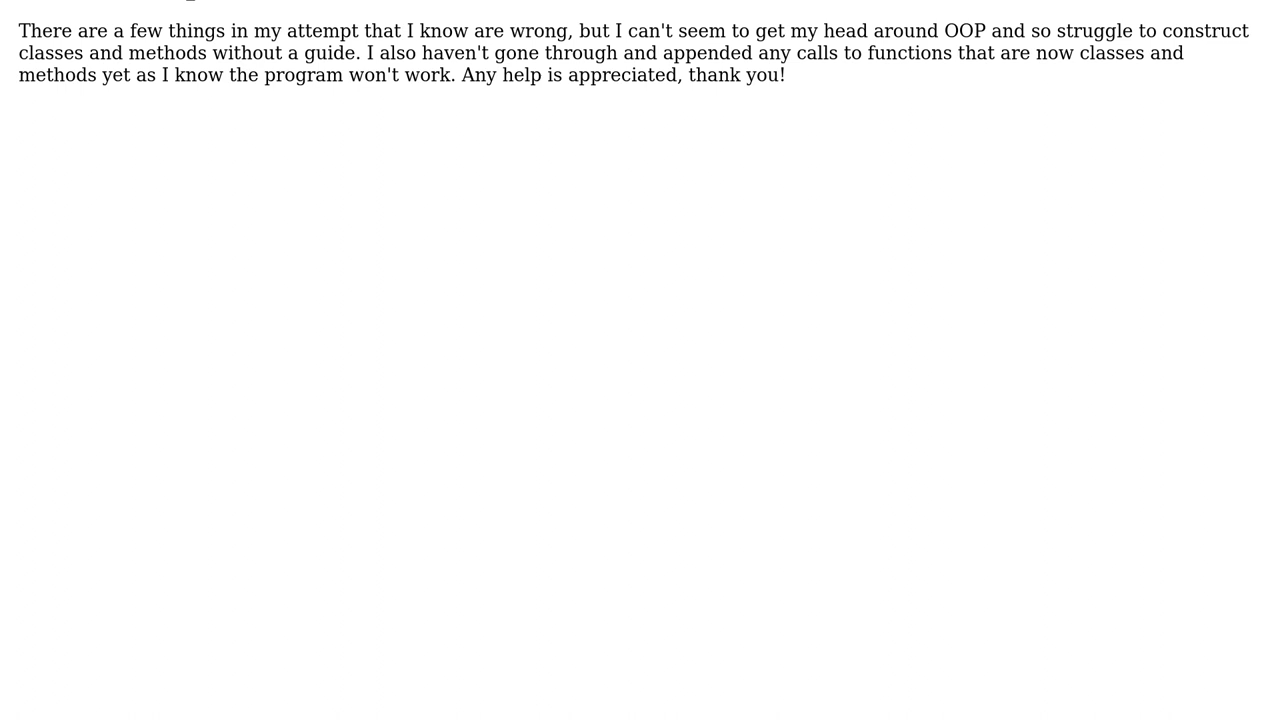 There are a few things in my attempt that I know are wrong, but I can't seem to get my head around OOP and so struggle to construct
classes and methods without a guide. I also haven't gone through and appended any calls to functions that are now classes and
methods yet as I know the program won't work. Any help is appreciated, thank you!